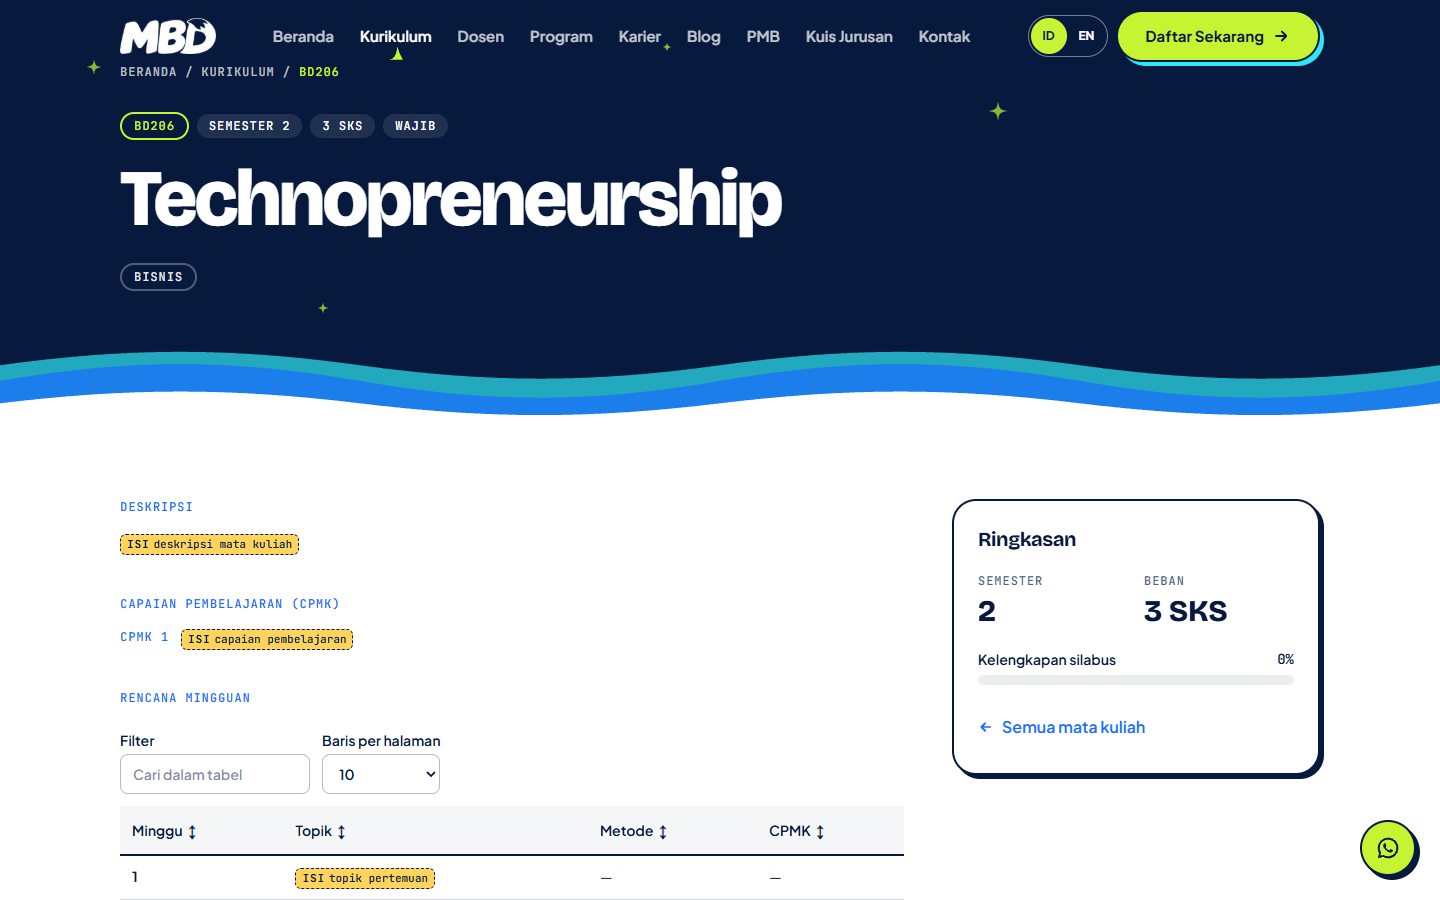 MBD
Beranda Kurikulum Dosen Program Karier Blog PMB Kuis Jurusan Kontak
ID EN
Daftar Sekarang →
BERANDA / KURIKULUM / BD206
BD206 SEMESTER 2 3 SKS WAJIB
Technopreneurship
BISNIS
DESKRIPSI
ISI deskripsi mata kuliah
CAPAIAN PEMBELAJARAN (CPMK)
CPMK 1 ISI capaian pembelajaran
RENCANA MINGGUAN
Filter Baris per halaman
Cari dalam tabel 10
Minggu ↕ Topik ↕ Metode ↕ CPMK ↕
1 ISI topik pertemuan — —
Ringkasan
SEMESTER BEBAN
2 3 SKS
Kelengkapan silabus 0%
← Semua mata kuliah